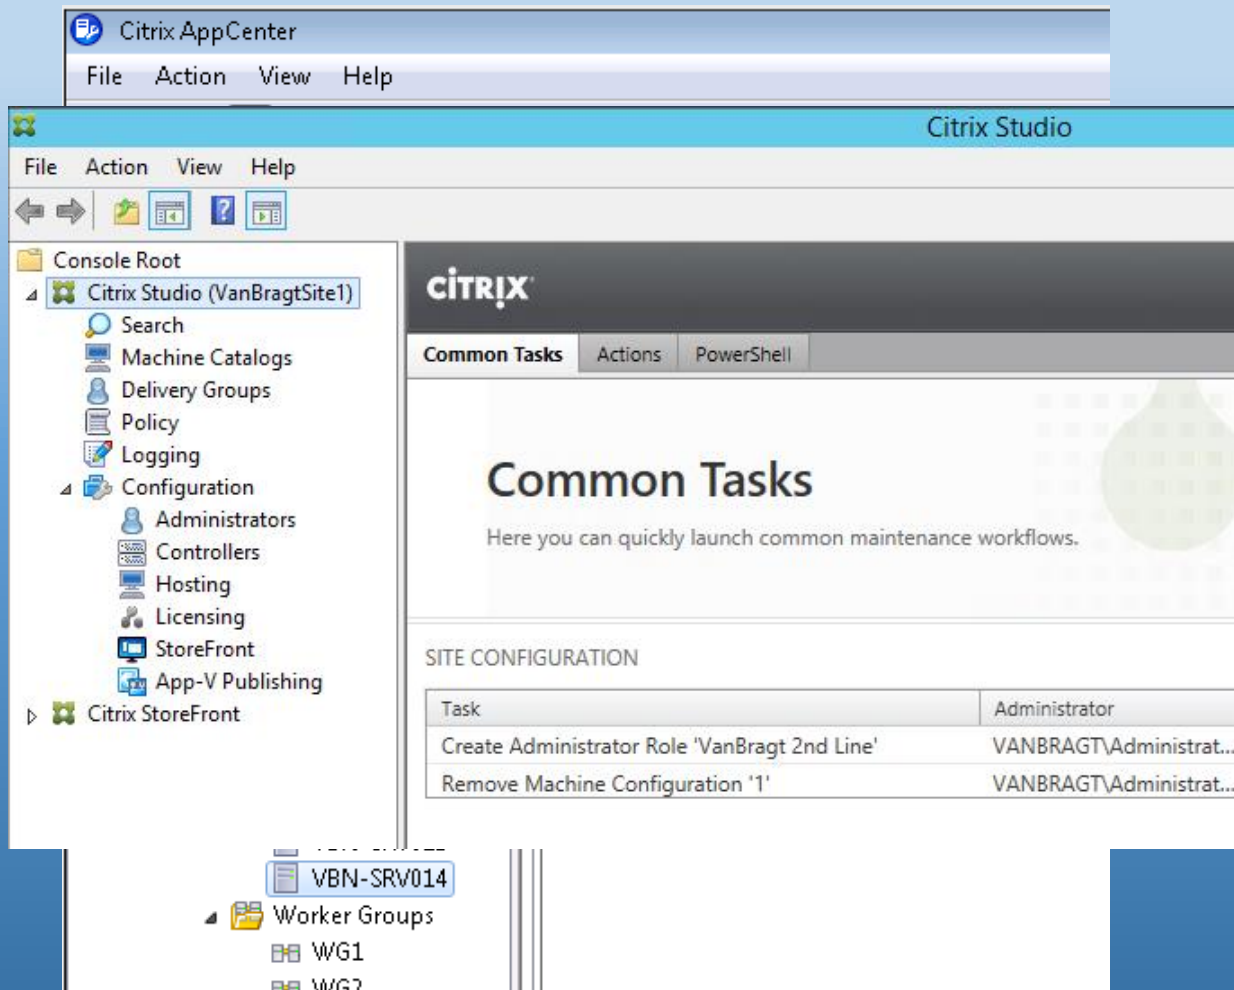 Citrix AppCenter
File Action View Help
Citrix Studio
File Action View Help
Console Root
Citrix Studio (VanBragtSite1)
Search
Machine Catalogs
Delivery Groups
Policy
Logging
Configuration
Administrators
Controllers
Hosting
Licensing
StoreFront
App-V Publishing
Citrix StoreFront
CİTRIX
Common Tasks Actions PowerShell
Common Tasks
Here you can quickly launch common maintenance workflows.
SITE CONFIGURATION
Task Administrator
Create Administrator Role 'VanBragt 2nd Line' VANBRAGT\Administrat...
Remove Machine Configuration '1' VANBRAGT\Administrat...
VBN-SRV014
Worker Groups
WG1
WG2